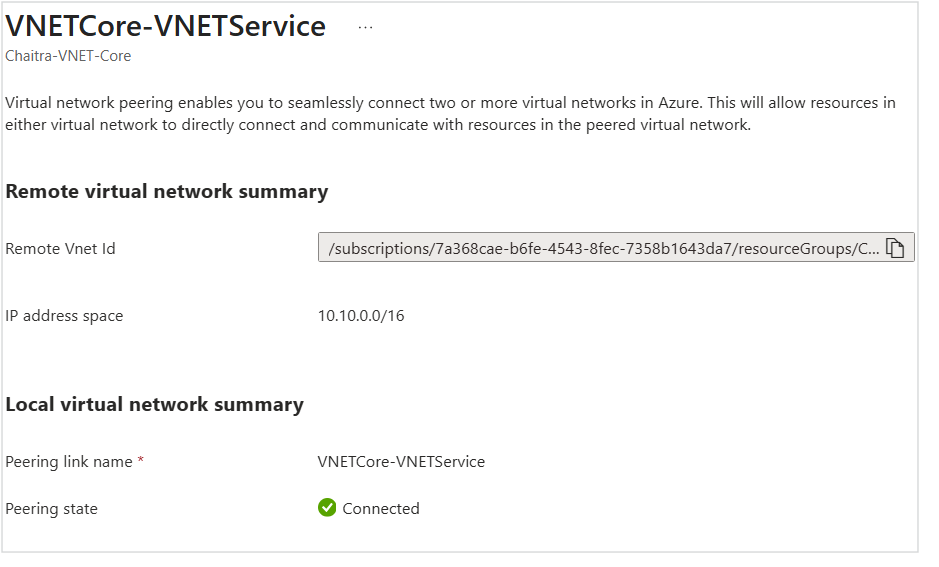 VNETCore-VNETService ...
Chaitra-VNET-Core
Virtual network peering enables you to seamlessly connect two or more virtual networks in Azure. This will allow resources in
either virtual network to directly connect and communicate with resources in the peered virtual network.
Remote virtual network summary
Remote Vnet Id /subscriptions/7a368cae-b6fe-4543-8fec-7358b1643da7/resourceGroups/C...
IP address space 10.10.0.0/16
Local virtual network summary
Peering link name * VNETCore-VNETService
Peering state Connected